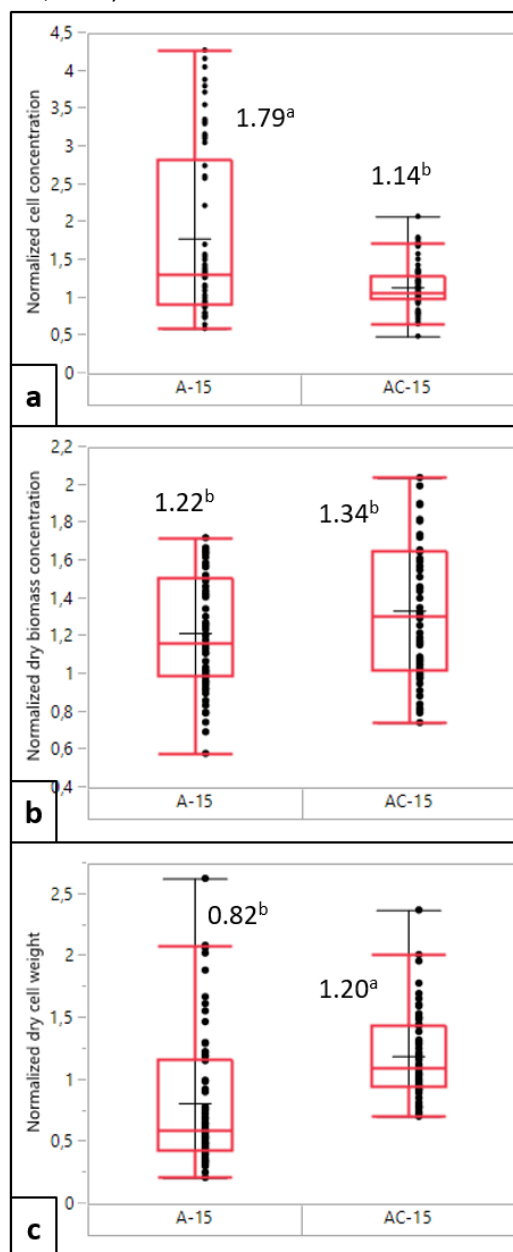 4,5
Normalized cell concentration
4
3,5
3
2,5
2
1,5
1
0,5
0
1.79ᵃ
1.14ᵇ
a
A-15
AC-15
2,2
Normalized dry biomass concentration
2
1,8
1,6
1,4
1,2
1
0,8
0,6
0,4
1.22ᵇ
1.34ᵇ
b
A-15
AC-15
Normalized dry cell weight
2,5
2
1,5
1
0,5
0
0.82ᵇ
1.20ᵃ
c
A-15
AC-15